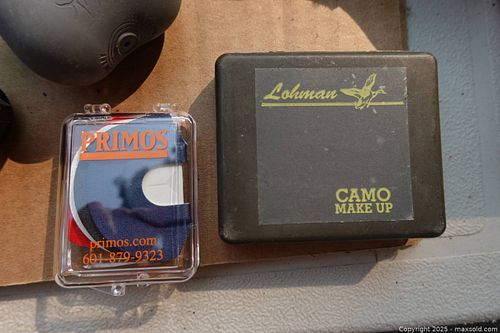 PRIMOS
primos.com
601-879-9323
Lohman
CAMO
MAKE UP
Copyright © 2025 - maxsold.com